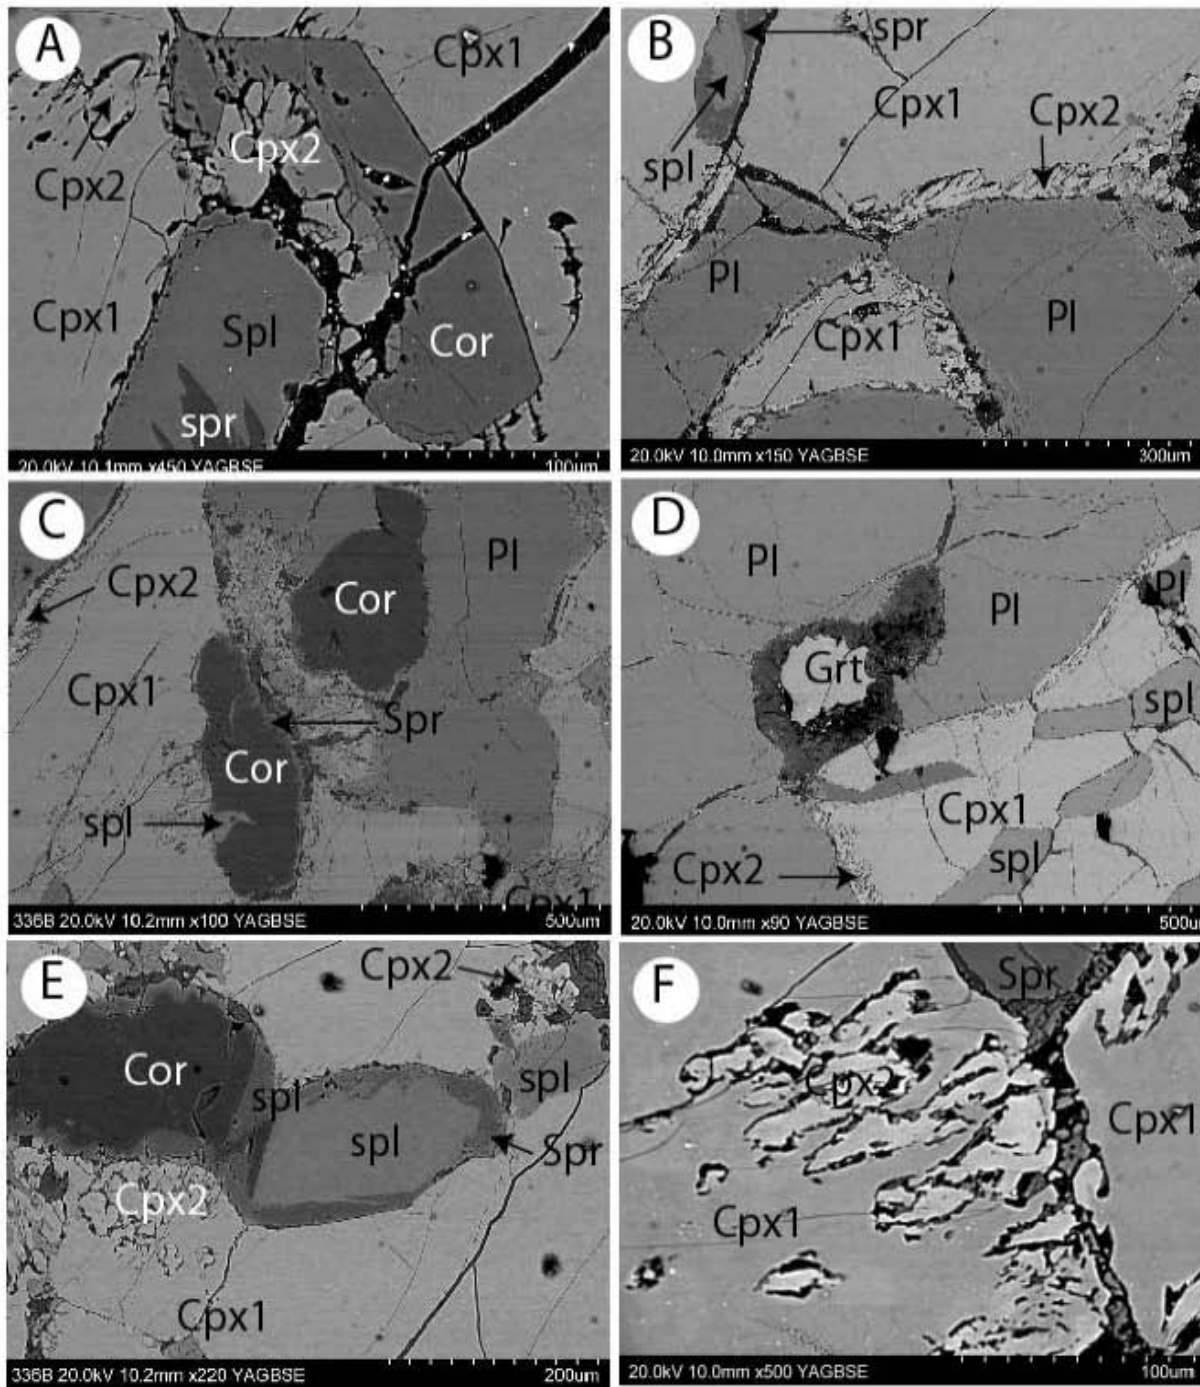 A
Cpx1
Cpx2
Cpx2
Cpx1
Spl
Cor
spr
20.0kV 10.1mm x450 YAGBSE 100um
B
spr
Cpx1
Cpx2
spl
Pl
Cpx1
Pl
20.0kV 10.0mm x150 YAGBSE 300um
C
Pl
Cpx2
Cor
Cpx1
Spr
Cor
spl
Cpx1
336B 20.0kV 10.2mm x100 YAGBSE 500um
D
Pl
Pl
Pl
Grt
spl
Cpx1
Cpx2
spl
20.0kV 10.0mm x90 YAGBSE 500um
E
Cpx2
Cor
spl
spl
spl
Spr
Cpx2
Cpx1
336B 20.0kV 10.2mm x220 YAGBSE 200um
F
Spr
Cpx2
Cpx1
Cpx1
20.0kV 10.0mm x500 YAGBSE 100um